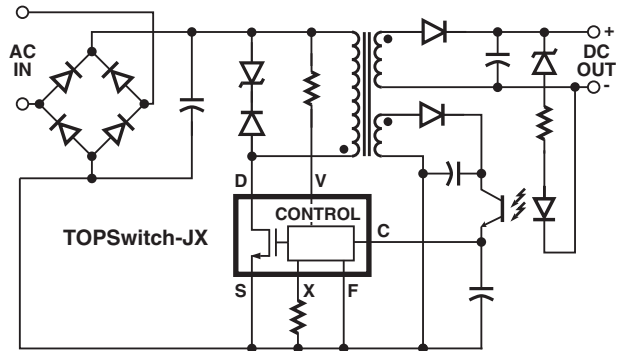 AC
IN
+
DC
OUT
-
D
V
CONTROL
C
TOPSwitch-JX
S
X
F